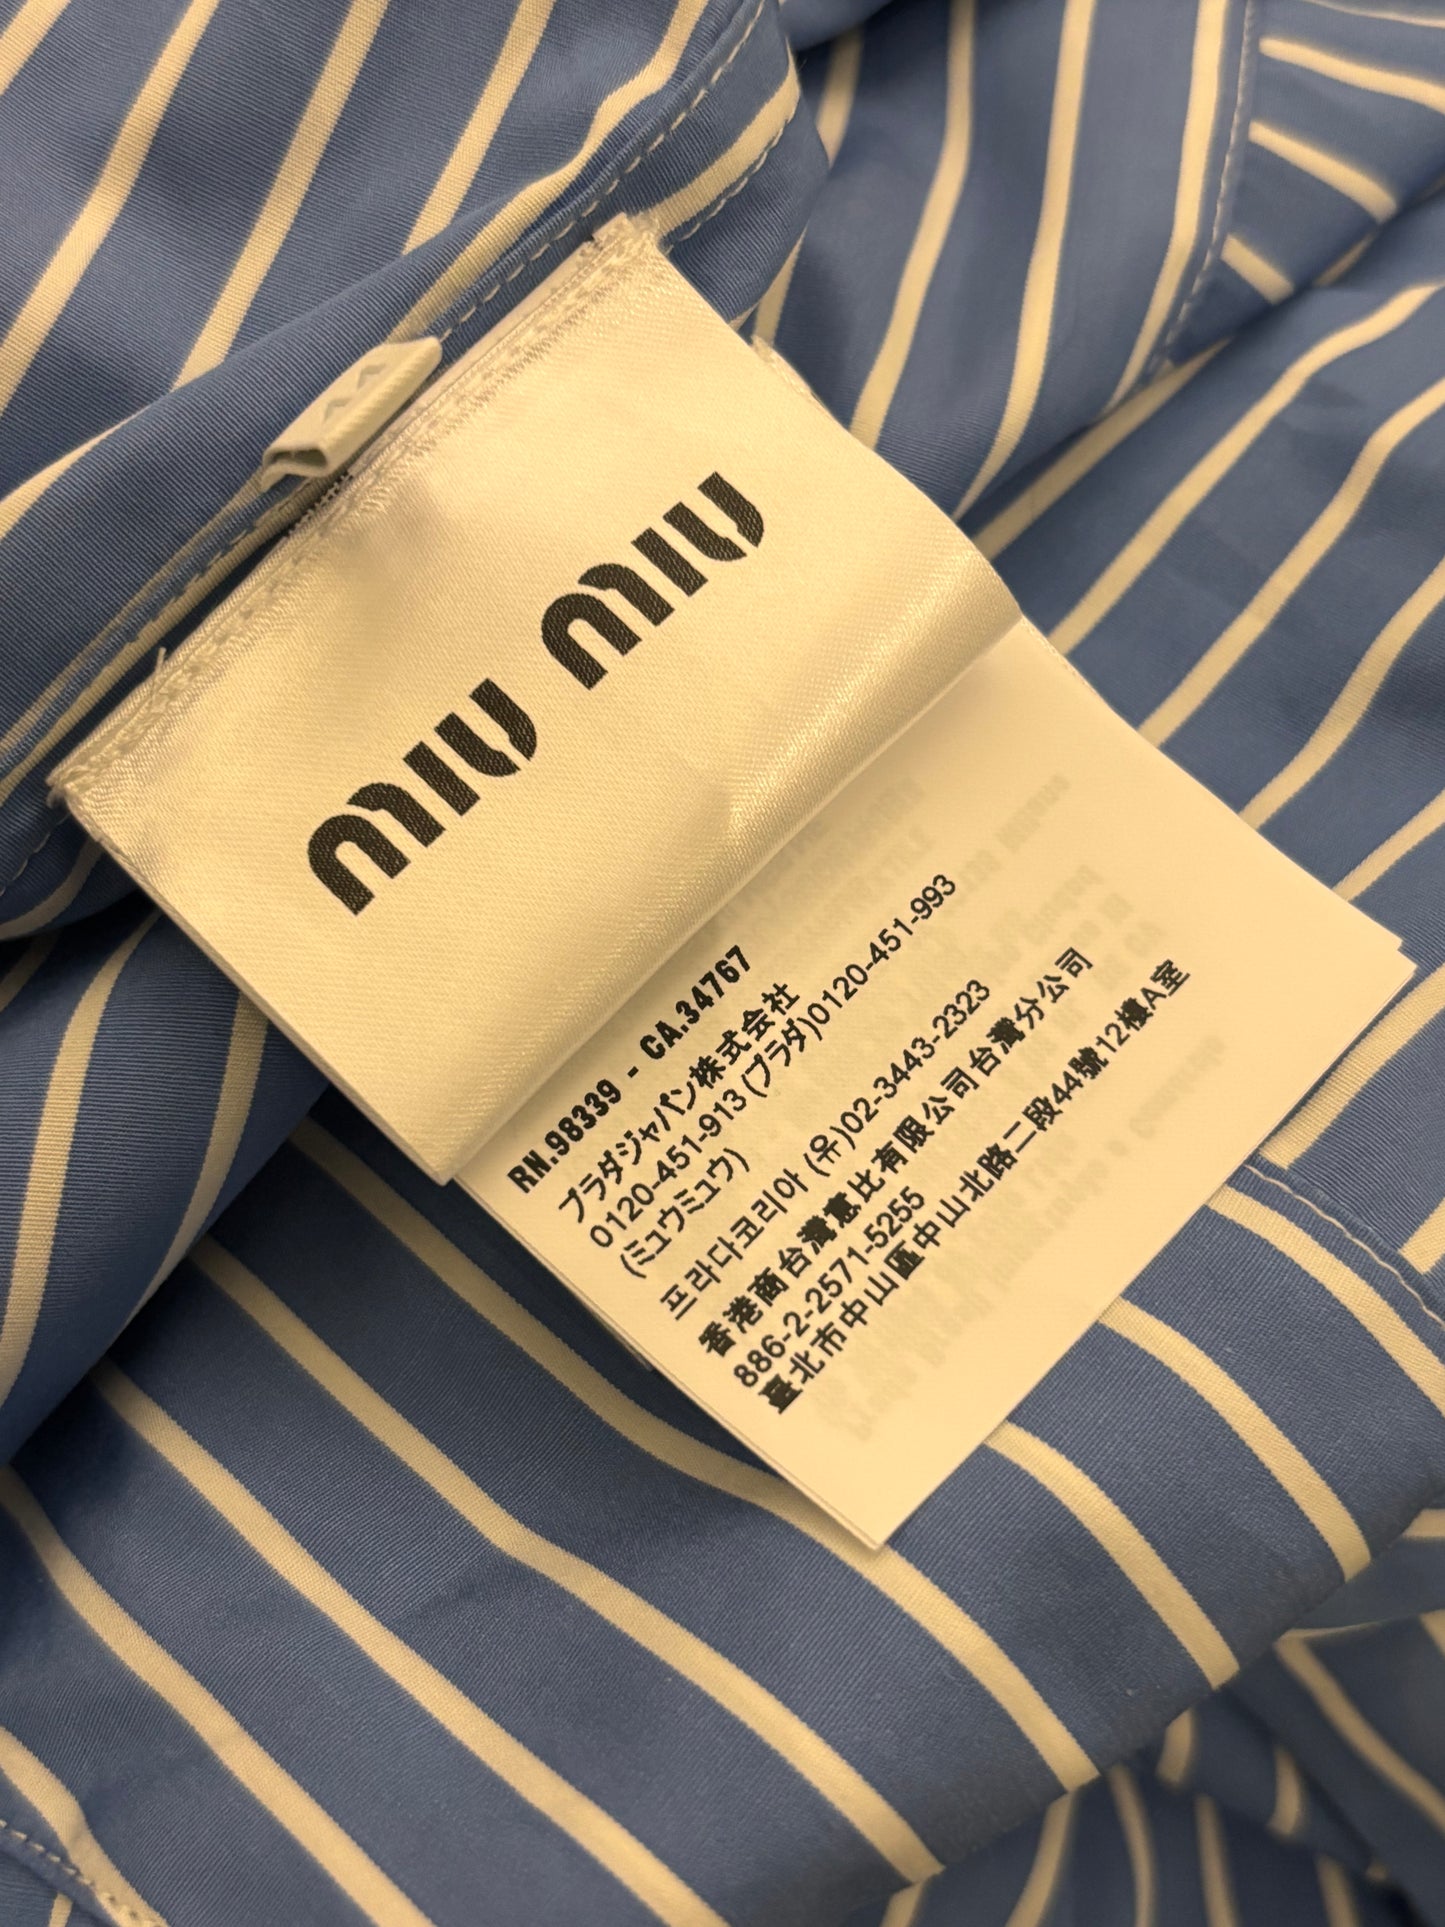 MIU MIU
RN.98339 - CA.34767
プラダジャパン株式会社
0120-451-913 (プラダ)0120-451-993
(ミュウミュウ)
프라다코리아 (유)02-3443-2323
香港商台灣惠比有限公司台灣分公司
886-2-2571-5255
臺北市中山區中山北路二段44號12樓A室